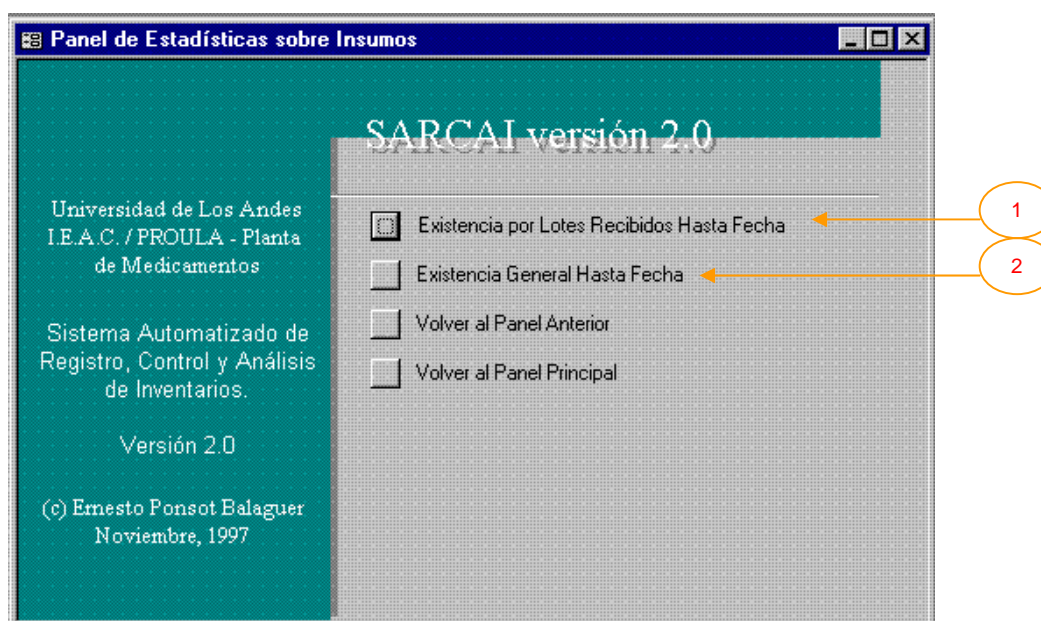 Panel de Estadísticas sobre Insumos
SARCAI versión 2.0
Universidad de Los Andes
I.E.A.C. / PROULA - Planta
de Medicamentos
Sistema Automatizado de
Registro, Control y Análisis
de Inventarios.
Versión 2.0
(c) Ernesto Ponsot Balaguer
Noviembre, 1997
Existencia por Lotes Recibidos Hasta Fecha
Existencia General Hasta Fecha
Volver al Panel Anterior
Volver al Panel Principal
1
2